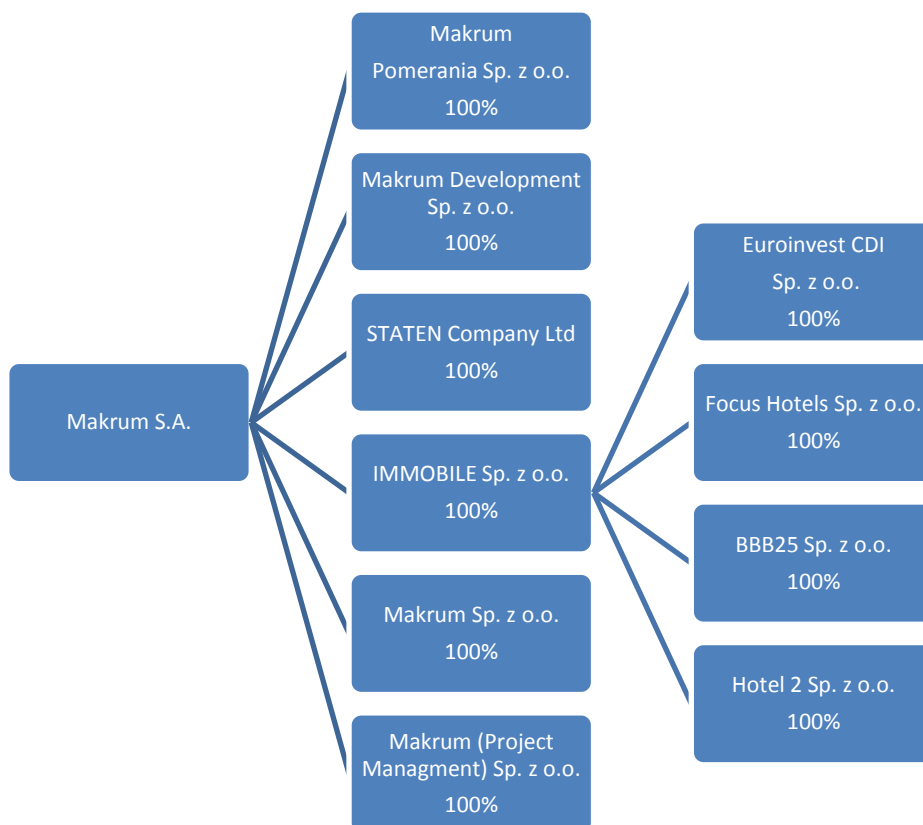 Makrum S.A.
Makrum
Pomerania Sp. z o.o.
100%
Makrum Development
Sp. z o.o.
100%
STATEN Company Ltd
100%
IMMOBILE Sp. z o.o.
100%
Makrum Sp. z o.o.
100%
Makrum (Project
Managment) Sp. z o.o.
100%
Euroinvest CDI
Sp. z o.o.
100%
Focus Hotels Sp. z o.o.
100%
BBB25 Sp. z o.o.
100%
Hotel 2 Sp. z o.o.
100%